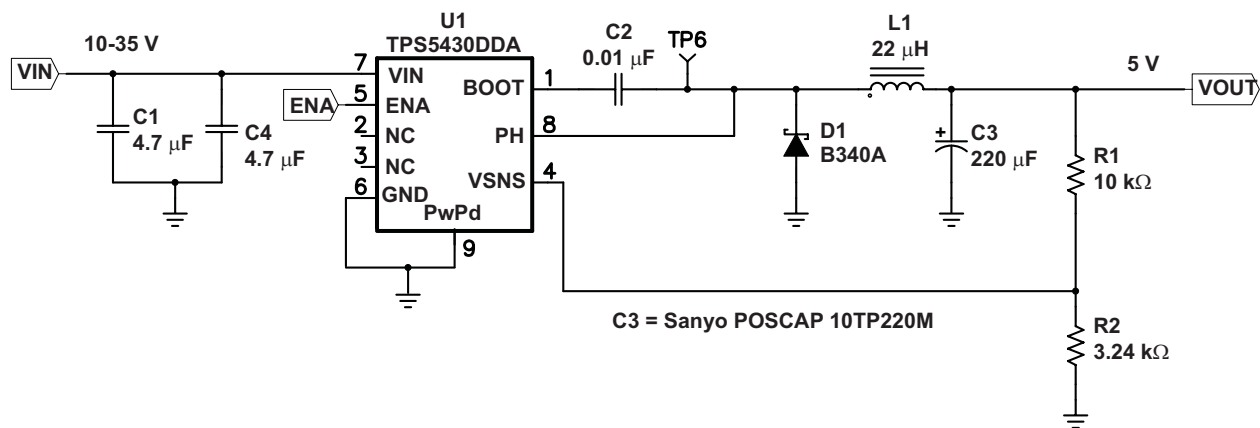 U1
TPS5430DDA
10-35 V
VIN
ENA
7
5
2
3
6
VIN
ENA
NC
NC
GND
BOOT
PH
VSNS
PwPd
1
8
4
9
C1
4.7 μF
C4
4.7 μF
C2
0.01 μF
TP6
L1
22 μH
5 V
VOUT
D1
B340A
+
C3
220 μF
R1
10 kΩ
C3 = Sanyo POSCAP 10TP220M
R2
3.24 kΩ